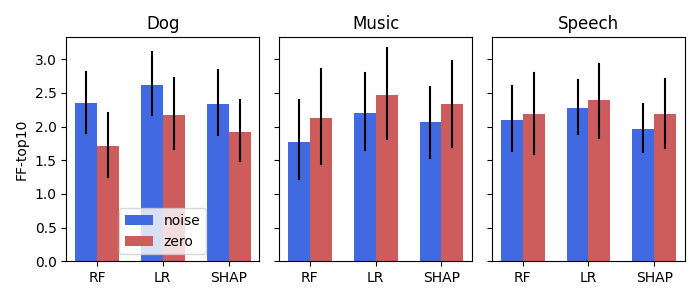 Dog
Music
Speech
FF-top10
3.0
2.5
2.0
1.5
1.0
0.5
0.0
noise
zero
RF
LR
SHAP
RF
LR
SHAP
RF
LR
SHAP